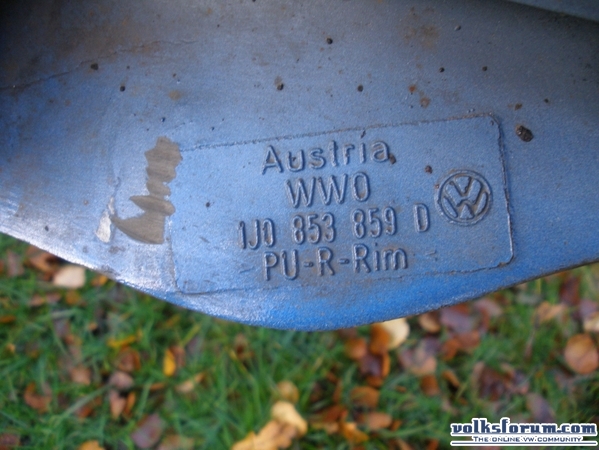 Austria
WWO
1J0 853 859 D
PU-R-Rim
volksforum.com
THE-ONLINE-VW-COMMUNITY